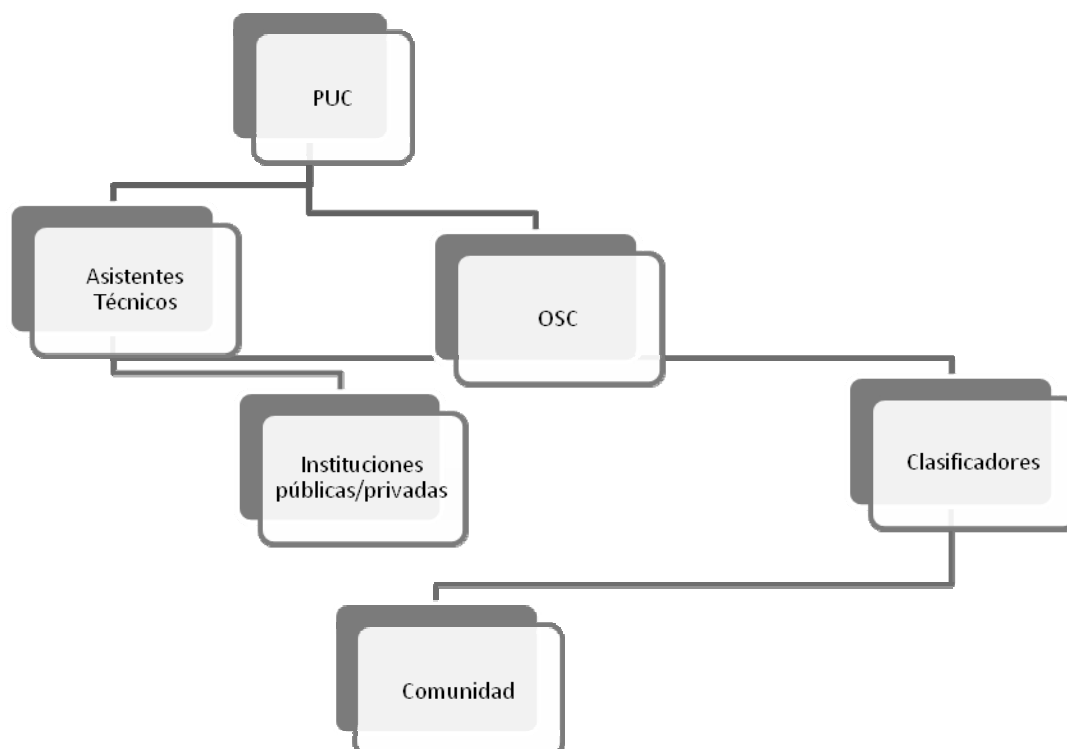 PUC
Asistentes
Técnicos
OSC
Instituciones
públicas/privadas
Clasificadores
Comunidad